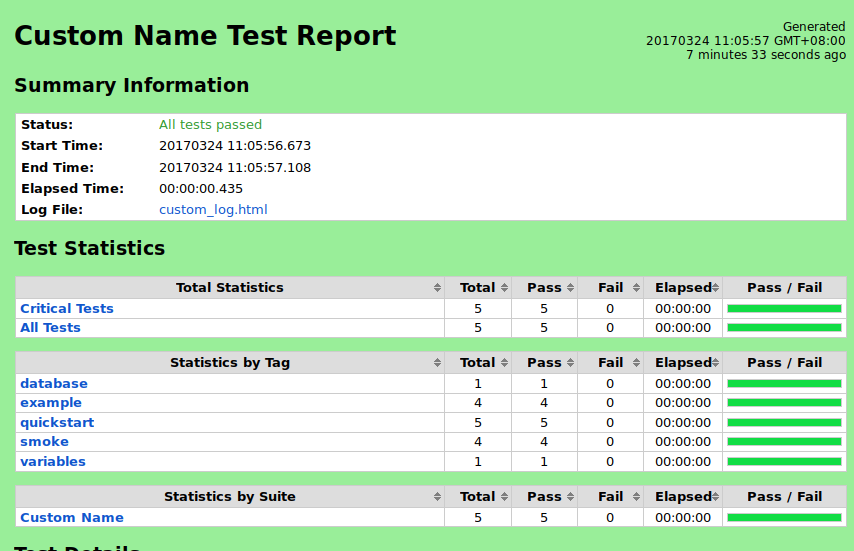 Custom Name Test Report
Generated
20170324 11:05:57 GMT+08:00
7 minutes 33 seconds ago
Summary Information
Status: All tests passed
Start Time: 20170324 11:05:56.673
End Time: 20170324 11:05:57.108
Elapsed Time: 00:00:00.435
Log File: custom_log.html
Test Statistics
Total Statistics Total Pass Fail Elapsed Pass / Fail
Critical Tests 5 5 0 00:00:00
All Tests 5 5 0 00:00:00
Statistics by Tag Total Pass Fail Elapsed Pass / Fail
database 1 1 0 00:00:00
example 4 4 0 00:00:00
quickstart 5 5 0 00:00:00
smoke 4 4 0 00:00:00
variables 1 1 0 00:00:00
Statistics by Suite Total Pass Fail Elapsed Pass / Fail
Custom Name 5 5 0 00:00:00
Test Details